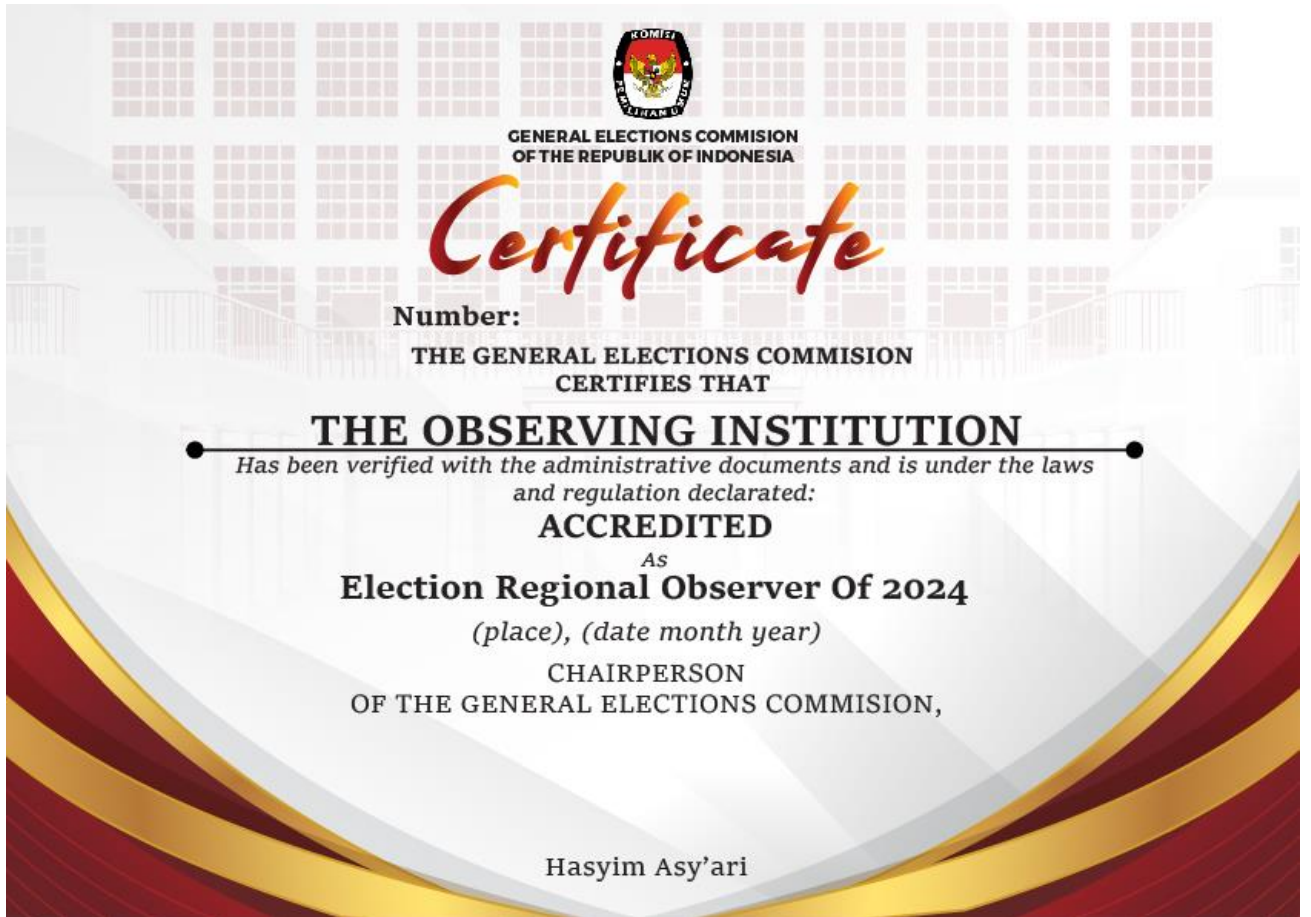 KOMISI
PEMILIHAN UMUM
GENERAL ELECTIONS COMMISION
OF THE REPUBLIK OF INDONESIA
Certificate
Number:
THE GENERAL ELECTIONS COMMISION
CERTIFIES THAT
THE OBSERVING INSTITUTION
Has been verified with the administrative documents and is under the laws
and regulation declarated:
ACCREDITED
As
Election Regional Observer Of 2024
(place), (date month year)
CHAIRPERSON
OF THE GENERAL ELECTIONS COMMISION,
Hasyim Asy'ari